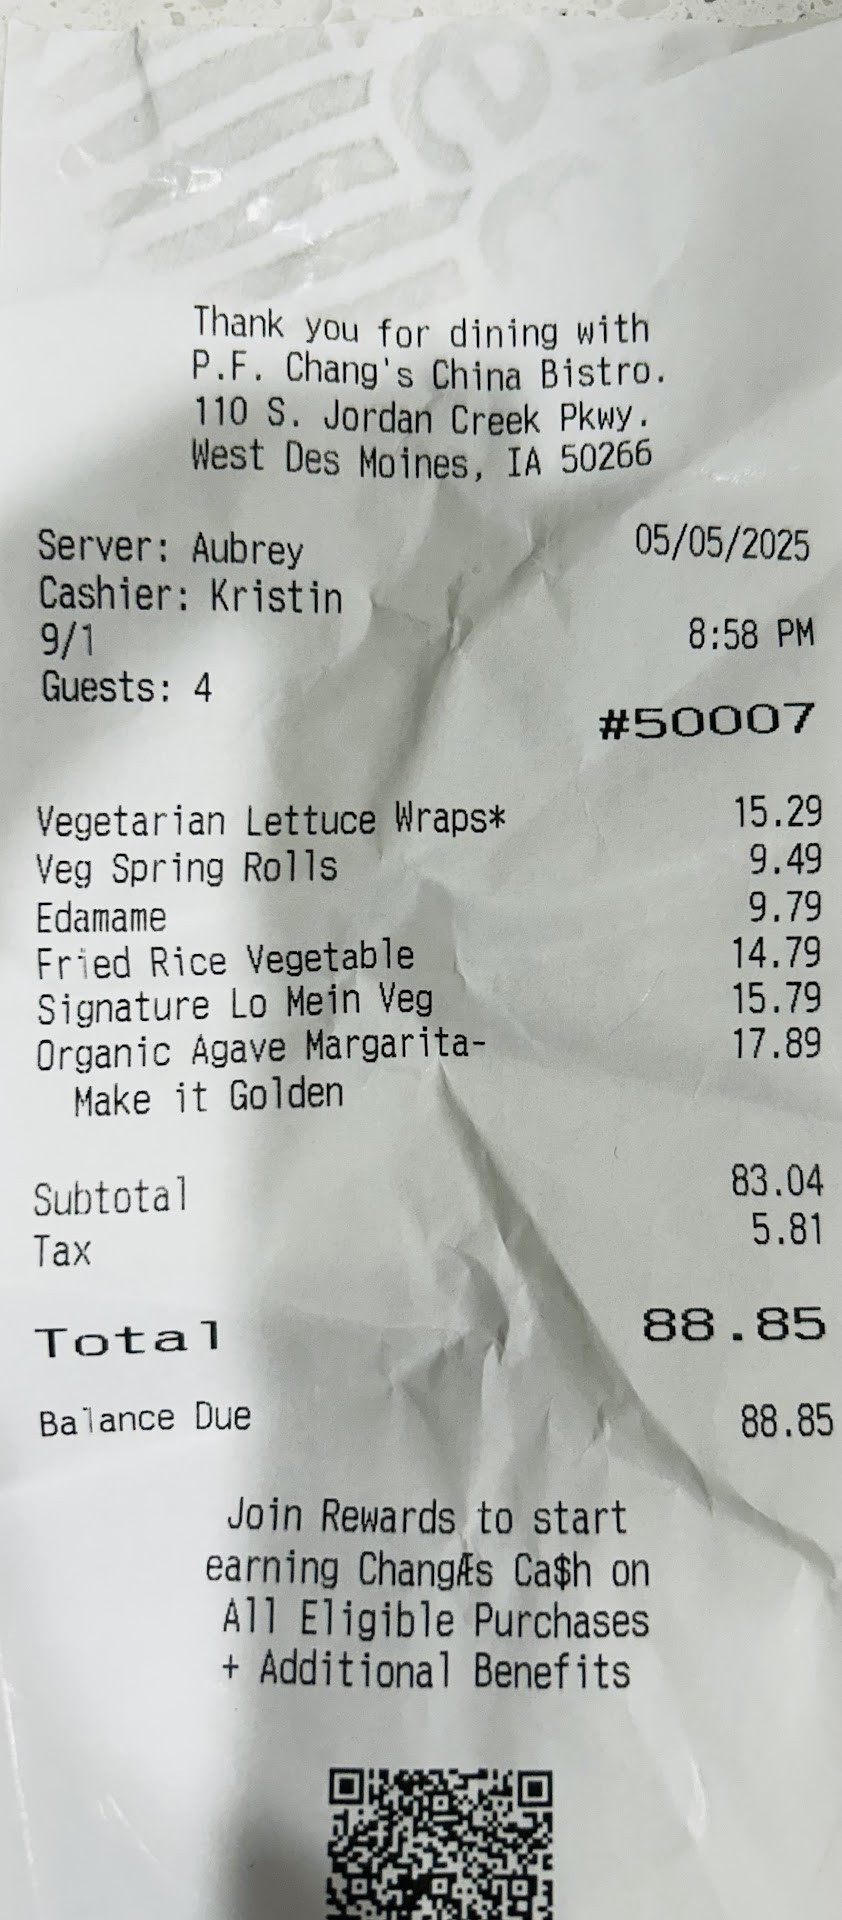 Thank you for dining with
P.F. Chang's China Bistro.
110 S. Jordan Creek Pkwy.
West Des Moines, IA 50266
Server: Aubrey 05/05/2025
Cashier: Kristin
9/1 8:58 PM
Guests: 4
#50007
Vegetarian Lettuce Wraps* 15.29
Veg Spring Rolls 9.49
Edamame 9.79
Fried Rice Vegetable 14.79
Signature Lo Mein Veg 15.79
Organic Agave Margarita- 17.89
Make it Golden
Subtotal 83.04
Tax 5.81
Total 88.85
Balance Due 88.85
Join Rewards to start
earning ChangÆs Ca$h on
All Eligible Purchases
+ Additional Benefits